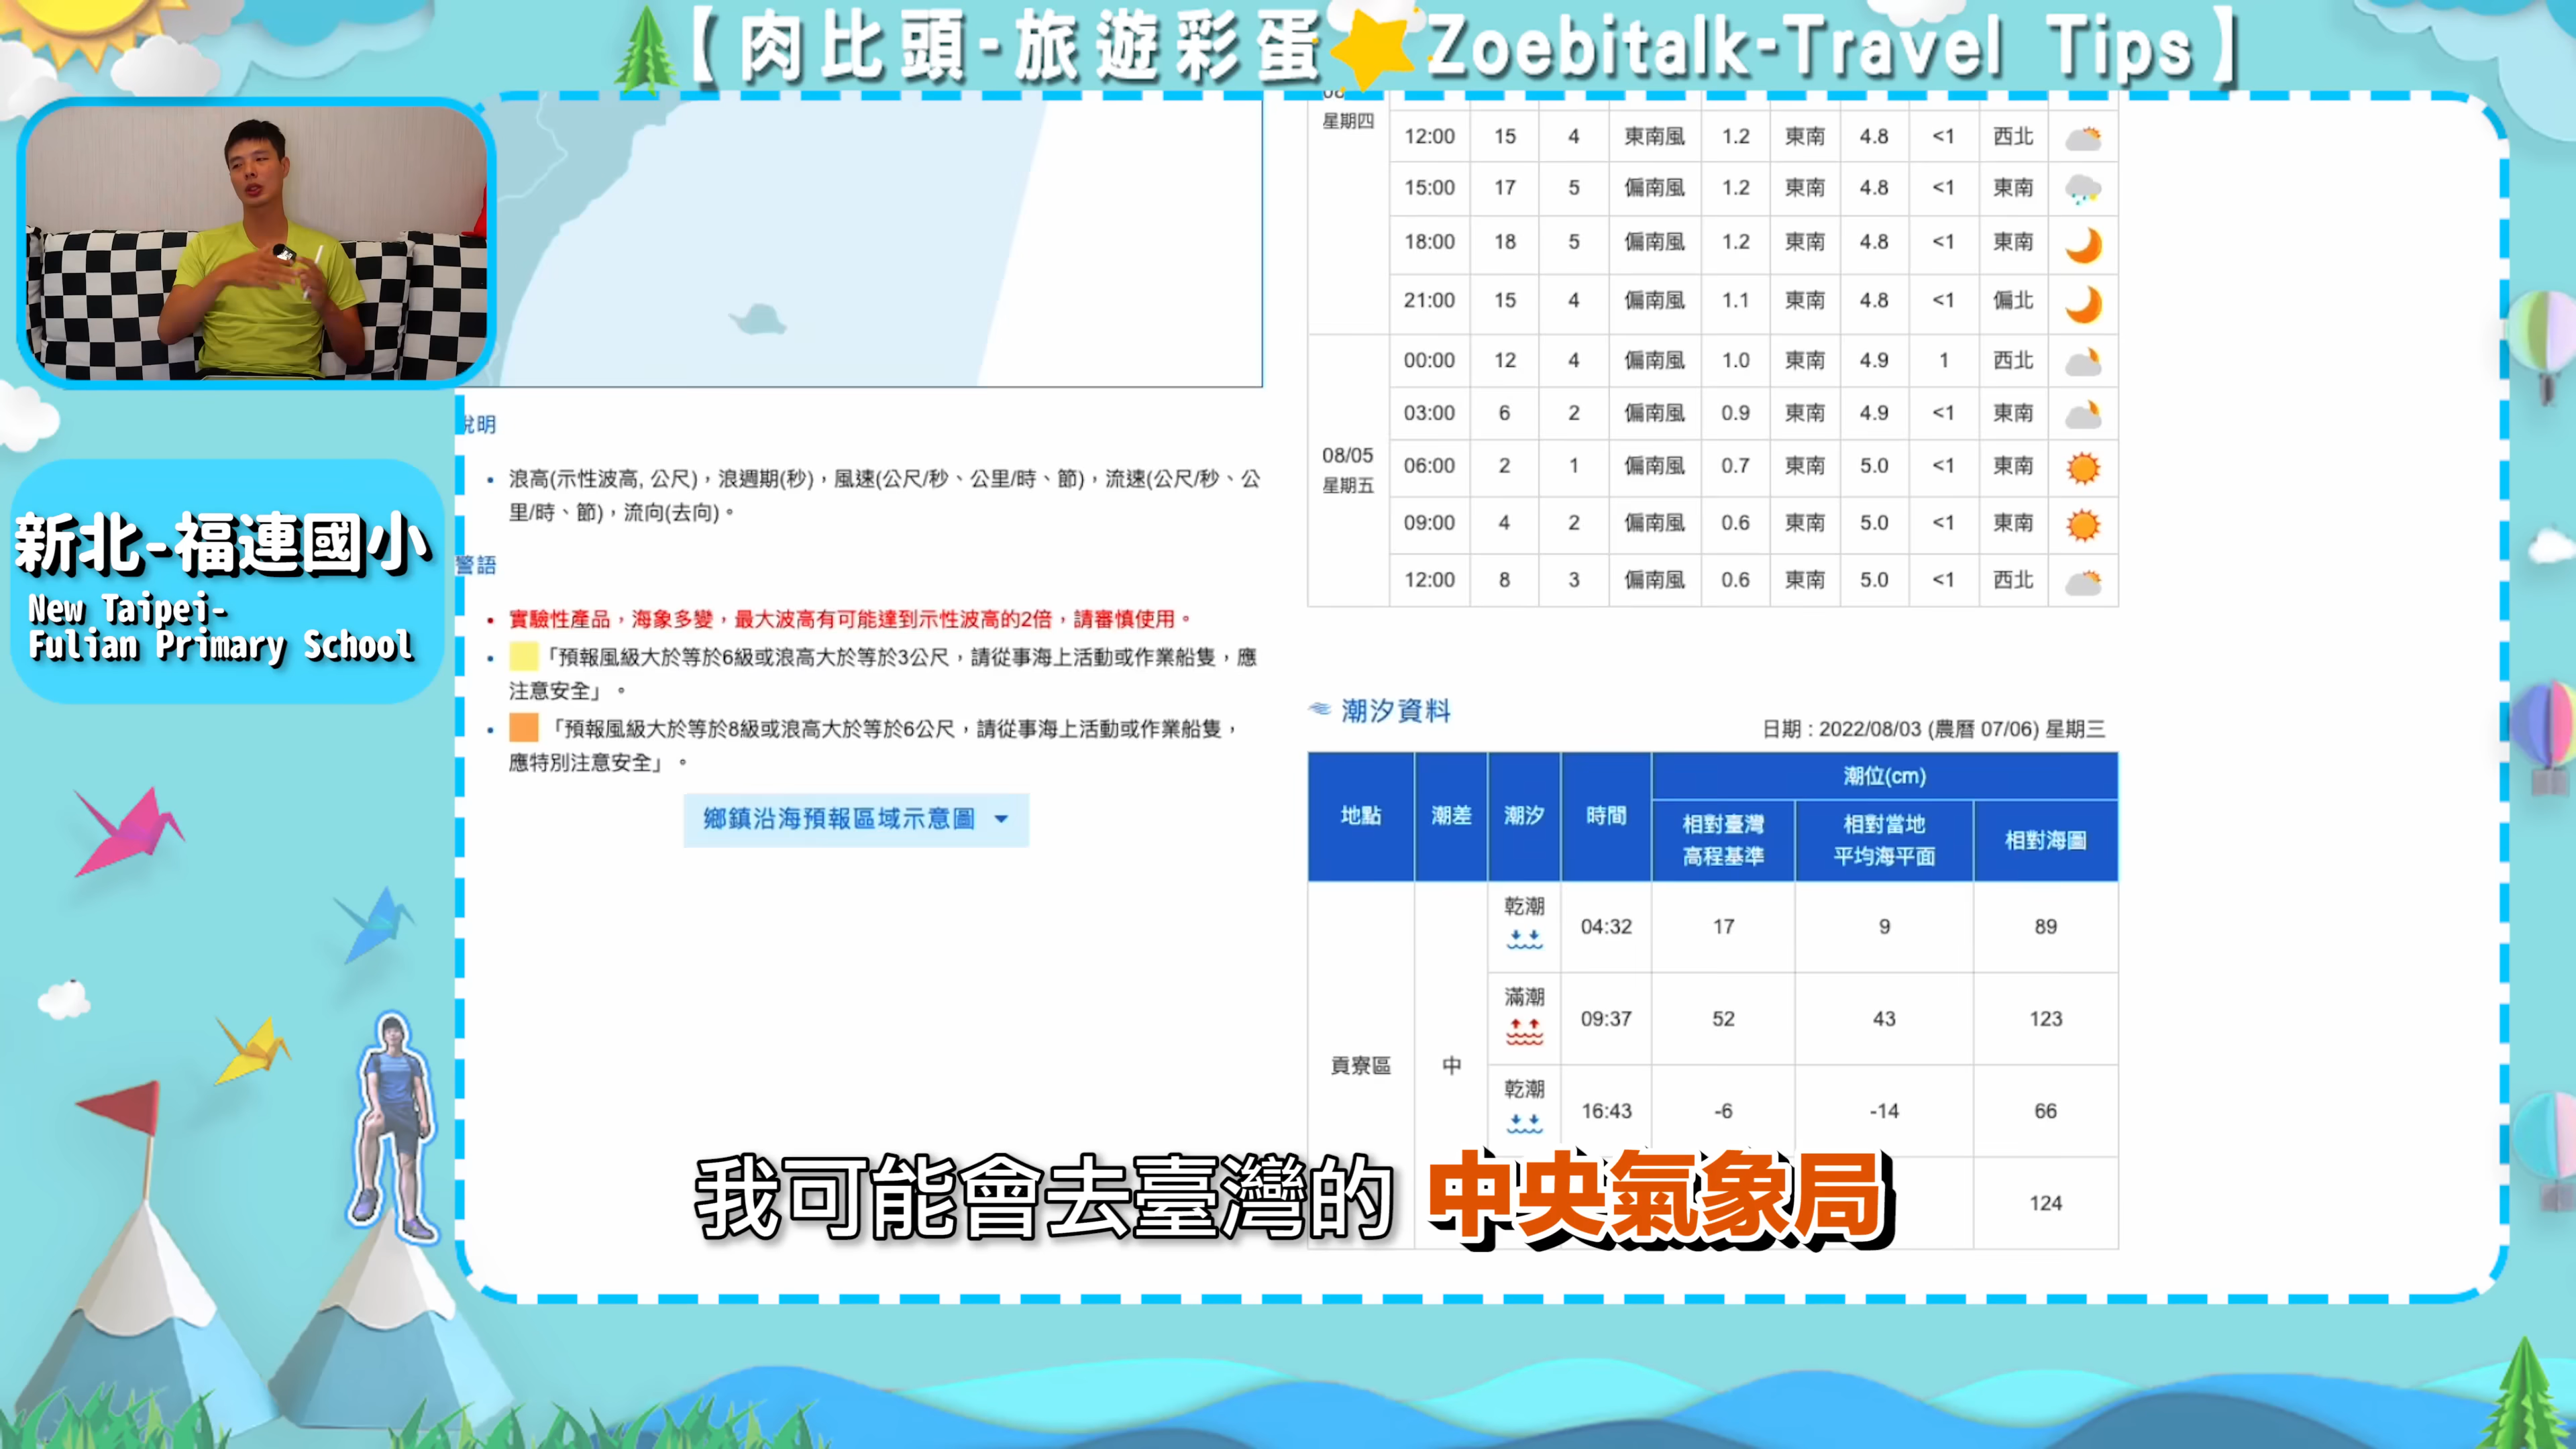 【肉比頭-旅遊彩蛋⭐Zoebitalk-Travel Tips】
新北-福連國小
New Taipei-
Fulian Primary School
說明
浪高(示性波高, 公尺)，浪週期(秒)，風速(公尺/秒、公里/時、節)，流速(公尺/秒、公
里/時、節)，流向(去向)。
警語
實驗性產品，海象多變，最大波高有可能達到示性波高的2倍，請審慎使用。
「預報風級大於等於6級或浪高大於等於3公尺，請從事海上活動或作業船隻，應
注意安全」。
「預報風級大於等於8級或浪高大於等於6公尺，請從事海上活動或作業船隻，
應特別注意安全」。
鄉鎮沿海預報區域示意圖
星期四
12:00 15 4 東南風 1.2 東南 4.8 <1 西北
15:00 17 5 偏南風 1.2 東南 4.8 <1 東南
18:00 18 5 偏南風 1.2 東南 4.8 <1 東南
21:00 15 4 偏南風 1.1 東南 4.8 <1 偏北
08/05
星期五
00:00 12 4 偏南風 1.0 東南 4.9 1 西北
03:00 6 2 偏南風 0.9 東南 4.9 <1 東南
06:00 2 1 偏南風 0.7 東南 5.0 <1 東南
09:00 4 2 偏南風 0.6 東南 5.0 <1 東南
12:00 8 3 偏南風 0.6 東南 5.0 <1 西北
潮汐資料
日期 : 2022/08/03 (農曆 07/06) 星期三
地點 潮差 潮汐 時間 潮位(cm)
相對臺灣
高程基準
相對當地
平均海平面
相對海圖
貢寮區 中
乾潮 04:32 17 9 89
滿潮 09:37 52 43 123
乾潮 16:43 -6 -14 66
124
我可能會去臺灣的 中央氣象局